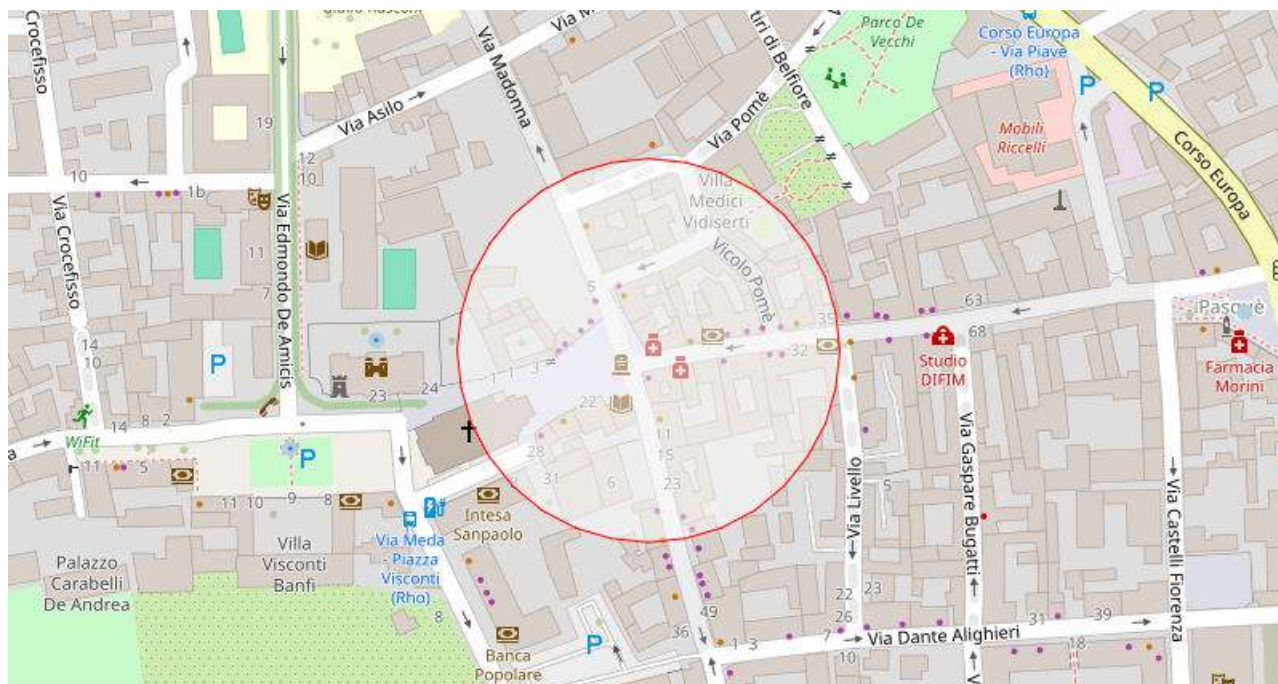 Crocefisso
Giulio Rasconi
Via M
Via Madonna
tiri di Belfiore
Parco De
Vecchi
Corso Europa
- Via Piave
(Rho)
P
P
19
Via Asilo
Via Pomè
Mobili
Riccelli
Corso Europa
12
10
10
1b
Villa
Medici
Vidiserti
Via Crocefisso
Via Edmondo De Amicis
11
7
Vicolo Pomè
5
63
35
Pasquè
14
10
P
32
68
Studio
DIFIM
Farmacia
Morini
1
1
3
23
24
22
WiFit
14
8
2
11
5
P
28
31
6
11
15
23
Via Livello
5
Via Gaspare Bugatti
Via Castelli Fiorenza
11
10
9
8
Intesa
Sanpaolo
Via Meda
- Piazza
Visconti
(Rho)
Villa
Visconti
Banfi
Palazzo
Carabelli
De Andrea
8
22
26
23
49
36
1
3
7
10
Via Dante Alighieri
31
39
18
P
Banca
Popolare